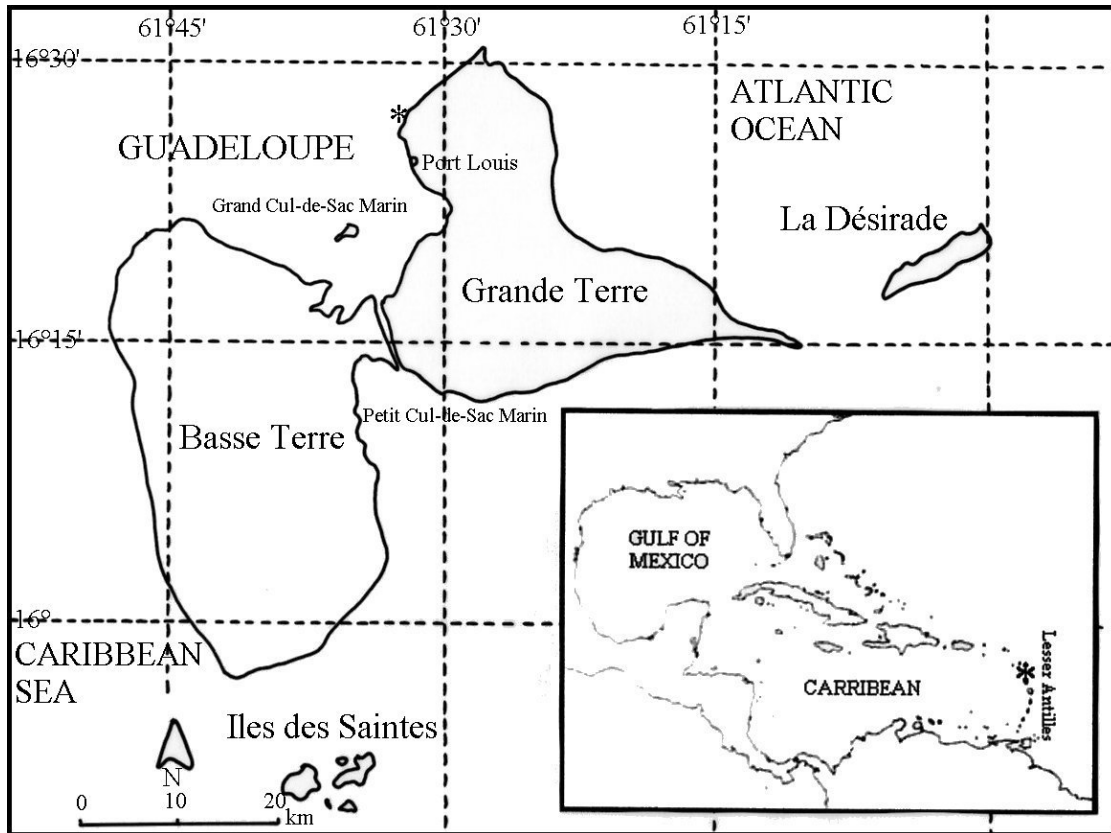 61°45'
61°30'
61°15'
16°30'
ATLANTIC
OCEAN
*
GUADELOUPE
Port Louis
Grand Cul-de-Sac Marin
La Désirade
Grande Terre
16°15'
Petit Cul-de-Sac Marin
Basse Terre
GULF OF
MEXICO
16°
CARIBBEAN
SEA
Lesser Antilles
*
CARRIBEAN
Iles des Saintes
N
0 10 20
km